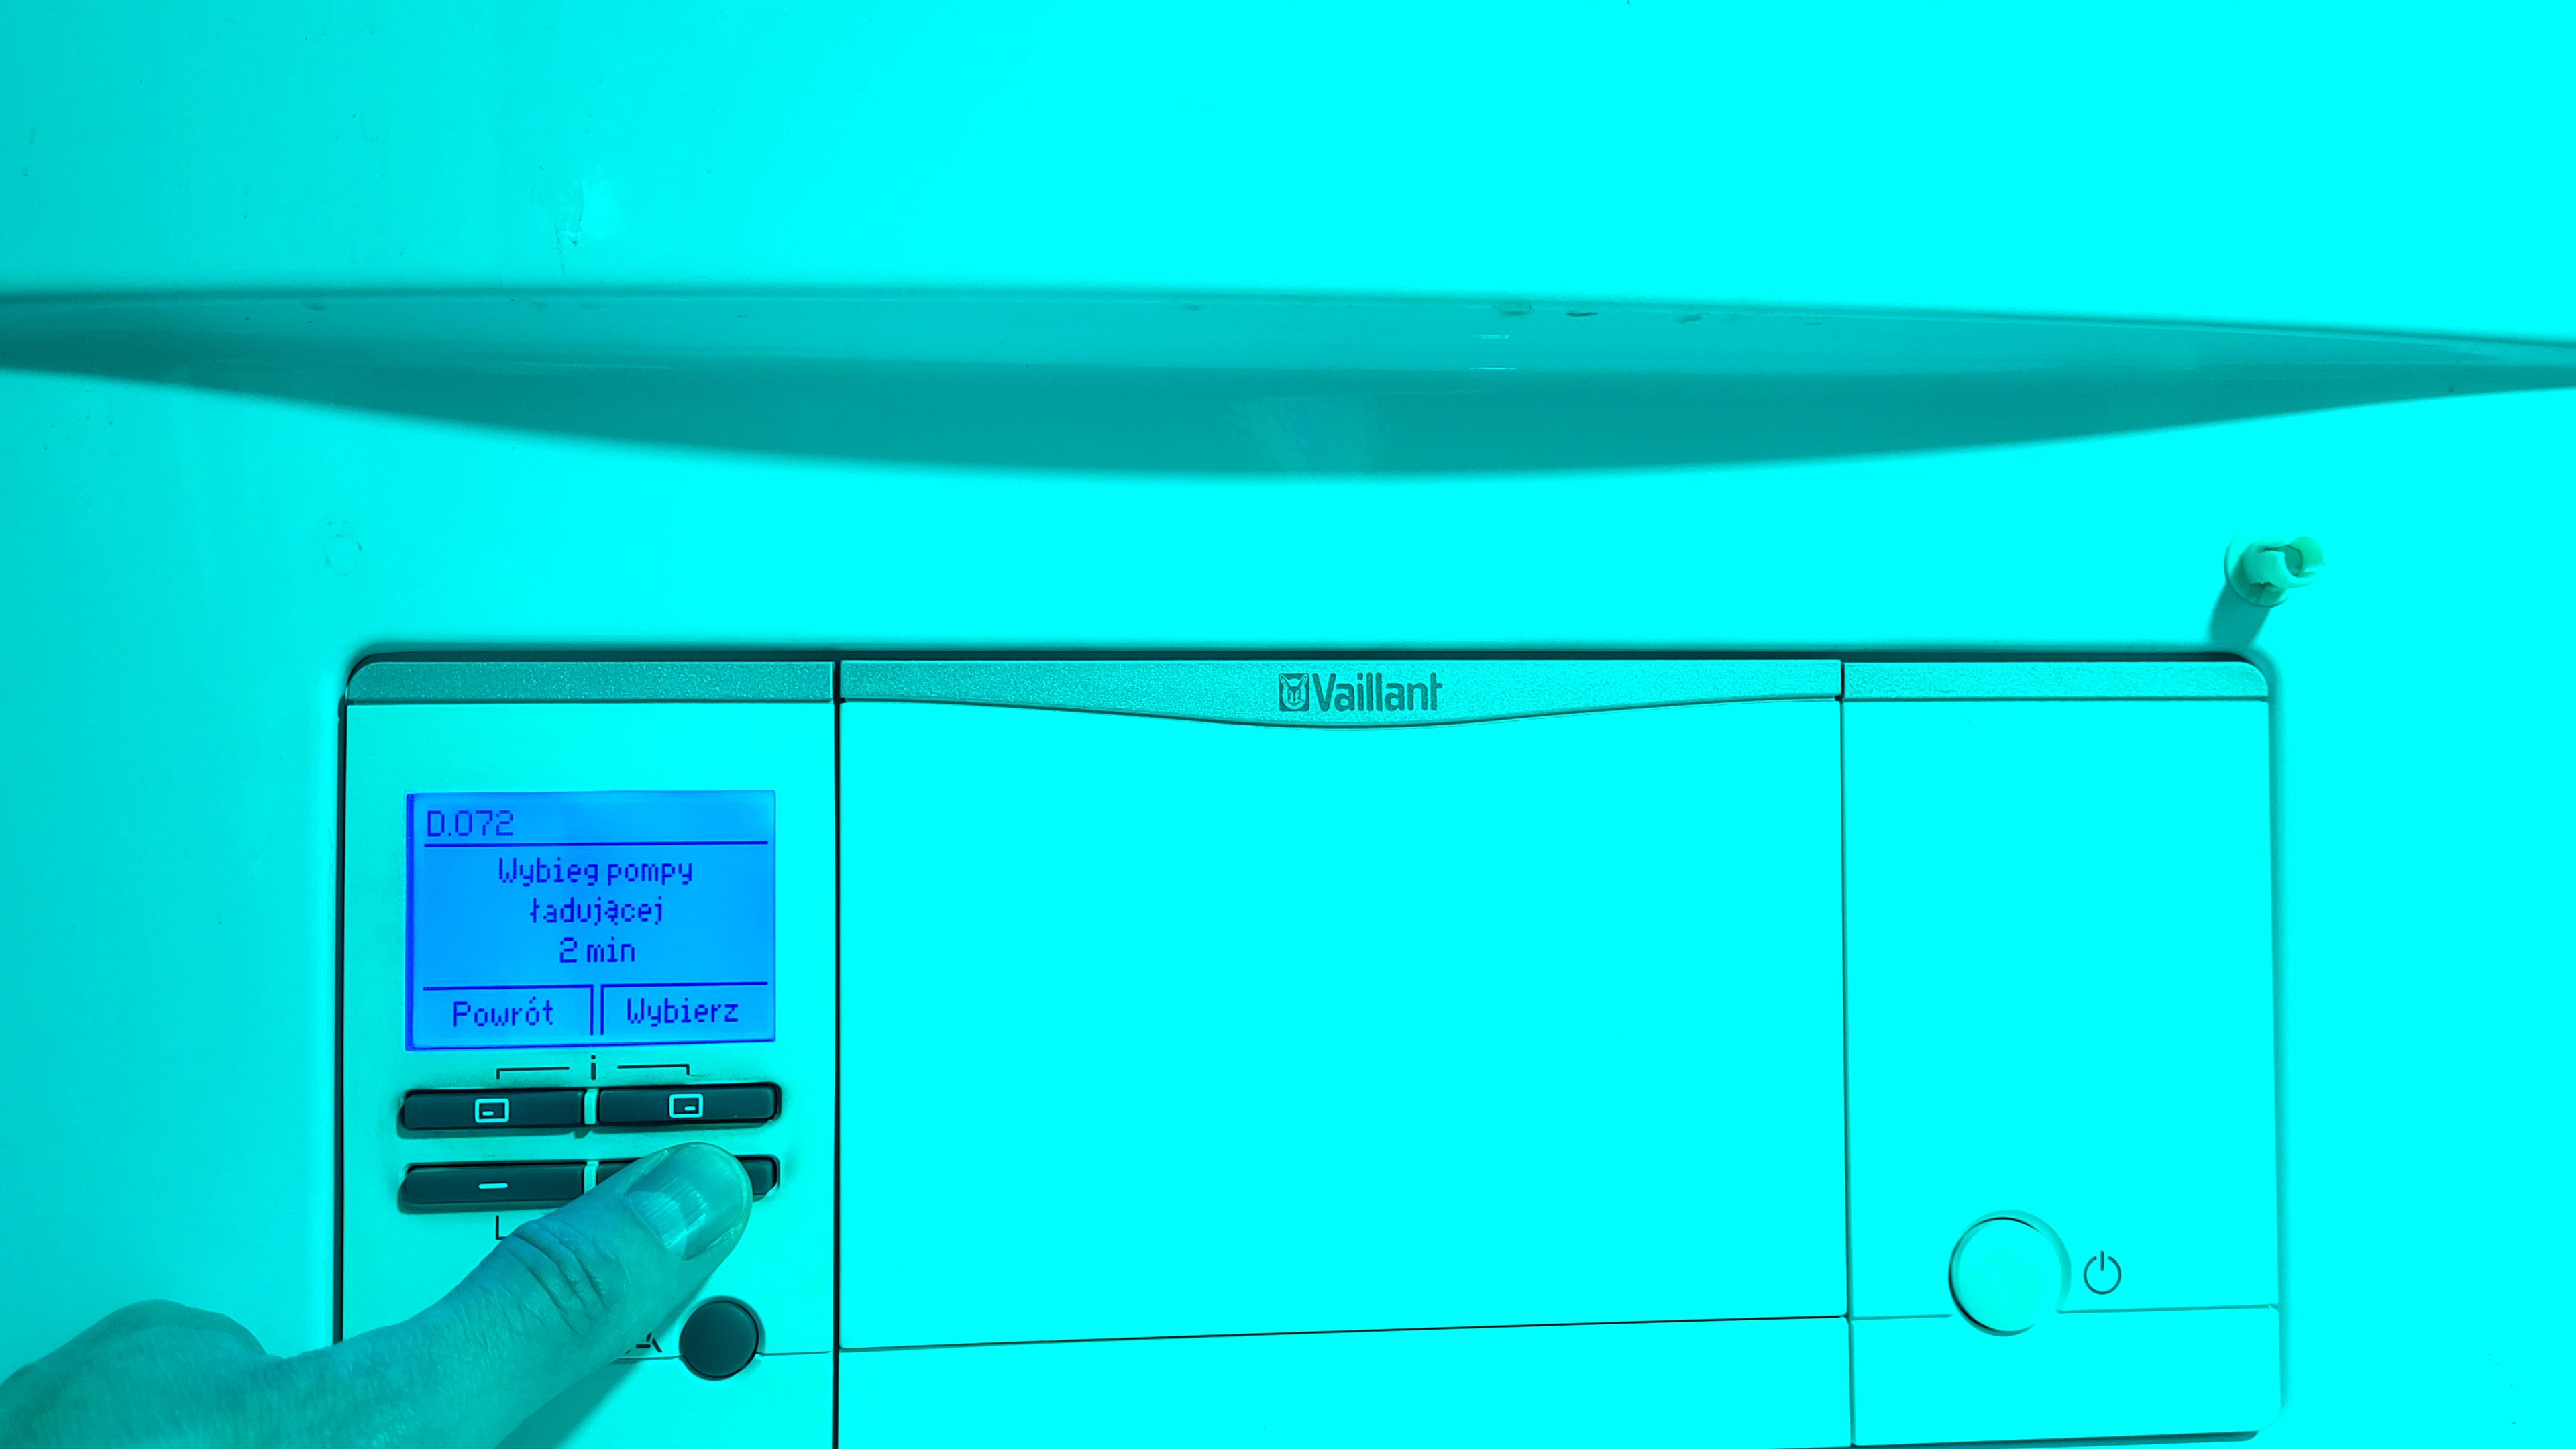 Vaillant
D.072
Wybieg pompy
ładującej
2 min
Powrót Wybierz
i